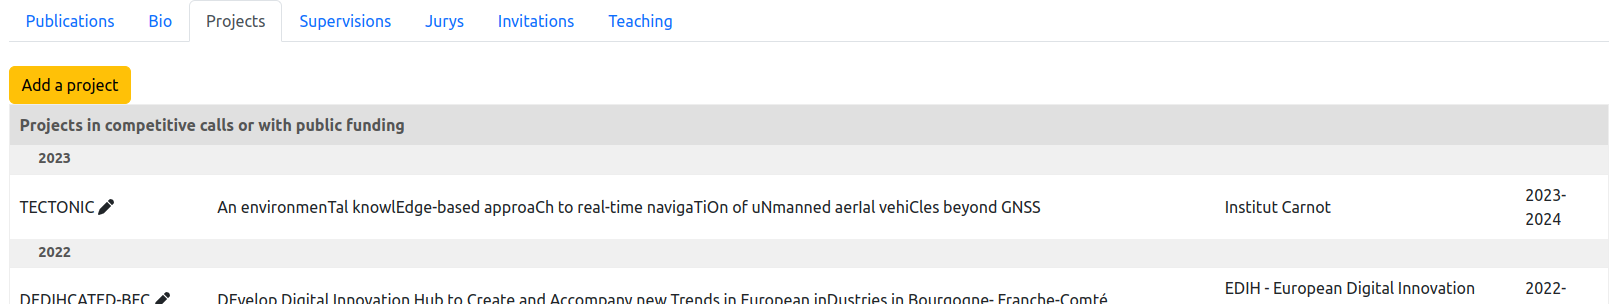 Publications Bio Projects Supervisions Jurys Invitations Teaching
Add a project
Projects in competitive calls or with public funding
2023
TECTONIC An environmenTal knowlEdge-based approaCh to real-time navigaTiOn of uNmanned aerIal vehiCles beyond GNSS Institut Carnot 2023-
2024
2022
DEDIHCATED-BFC DEvelop Digital Innovation Hub to Create and Accompany new Trends in European inDustries in Bourgogne- Franche-Comté EDIH - European Digital Innovation 2022-